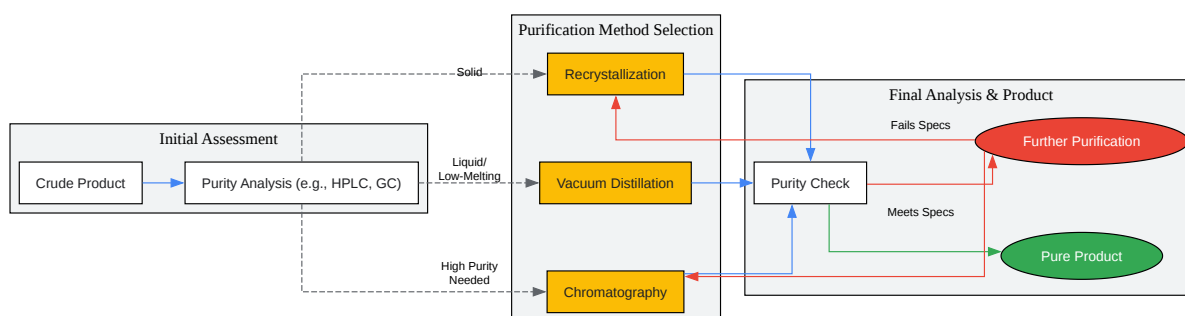 Purification Method Selection
Recrystallization
Solid
Final Analysis & Product
Fails Specs
Further Purification
Initial Assessment
Liquid/
Low-Melting
Crude Product
Purity Analysis (e.g., HPLC, GC)
Vacuum Distillation
Purity Check
Meets Specs
Pure Product
High Purity
Needed
Chromatography